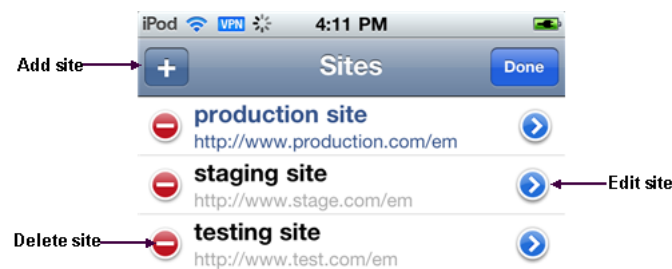 iPod VPN 4:11 PM
Add site + Sites Done
production site
http://www.production.com/em
staging site
http://www.stage.com/em
Edit site
testing site
Delete site
http://www.test.com/em